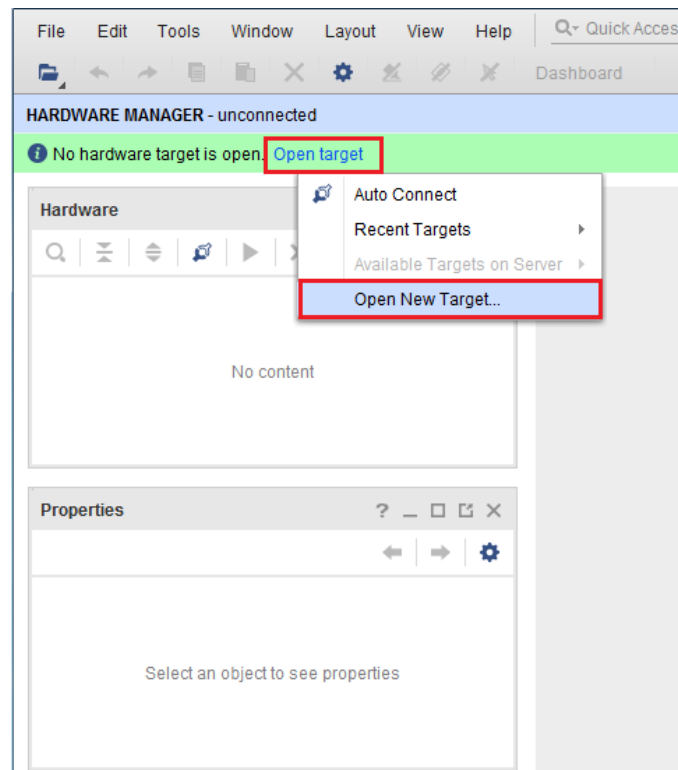 File Edit Tools Window Layout View Help Quick Acces
Dashboard
HARDWARE MANAGER - unconnected
No hardware target is open. Open target
Auto Connect
Hardware
Recent Targets
Available Targets on Server
Open New Target...
No content
Properties
Select an object to see properties